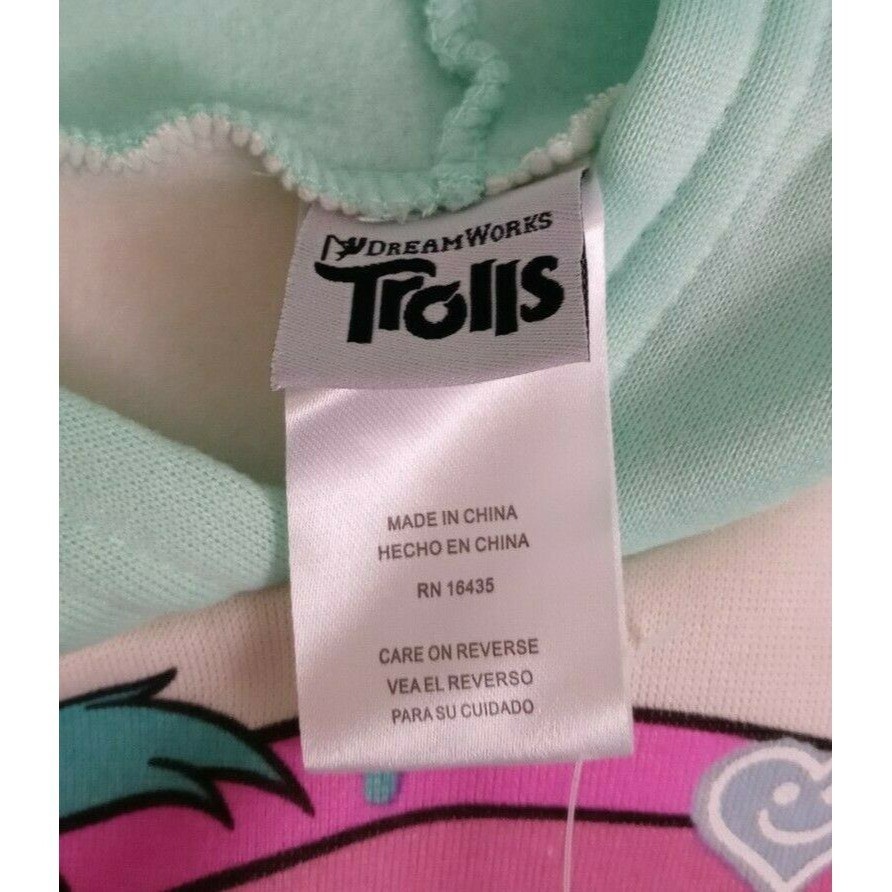 DREAMWORKS
Trolls
MADE IN CHINA
HECHO EN CHINA
RN 16435
CARE ON REVERSE
VEA EL REVERSO
PARA SU CUIDADO